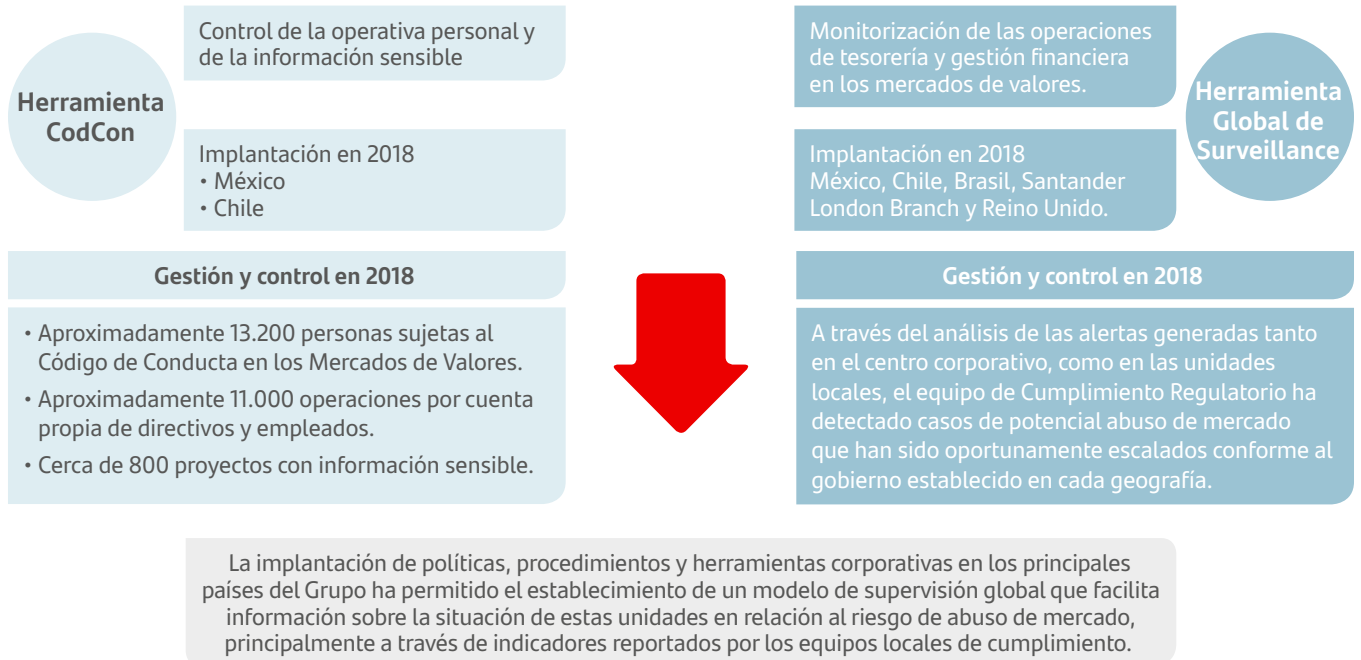 Herramienta
CodCon
Control de la operativa personal y
de la información sensible
Implantación en 2018
• México
• Chile
Gestión y control en 2018
• Aproximadamente 13.200 personas sujetas al
Código de Conducta en los Mercados de Valores.
• Aproximadamente 11.000 operaciones por cuenta
propia de directivos y empleados.
• Cerca de 800 proyectos con información sensible.
Monitorización de las operaciones
de tesorería y gestión financiera
en los mercados de valores.
Herramienta
Global de
Surveillance
Implantación en 2018
México, Chile, Brasil, Santander
London Branch y Reino Unido.
Gestión y control en 2018
A través del análisis de las alertas generadas tanto
en el centro corporativo, como en las unidades
locales, el equipo de Cumplimiento Regulatorio ha
detectado casos de potencial abuso de mercado
que han sido oportunamente escalados conforme al
gobierno establecido en cada geografía.
La implantación de políticas, procedimientos y herramientas corporativas en los principales
países del Grupo ha permitido el establecimiento de un modelo de supervisión global que facilita
información sobre la situación de estas unidades en relación al riesgo de abuso de mercado,
principalmente a través de indicadores reportados por los equipos locales de cumplimiento.